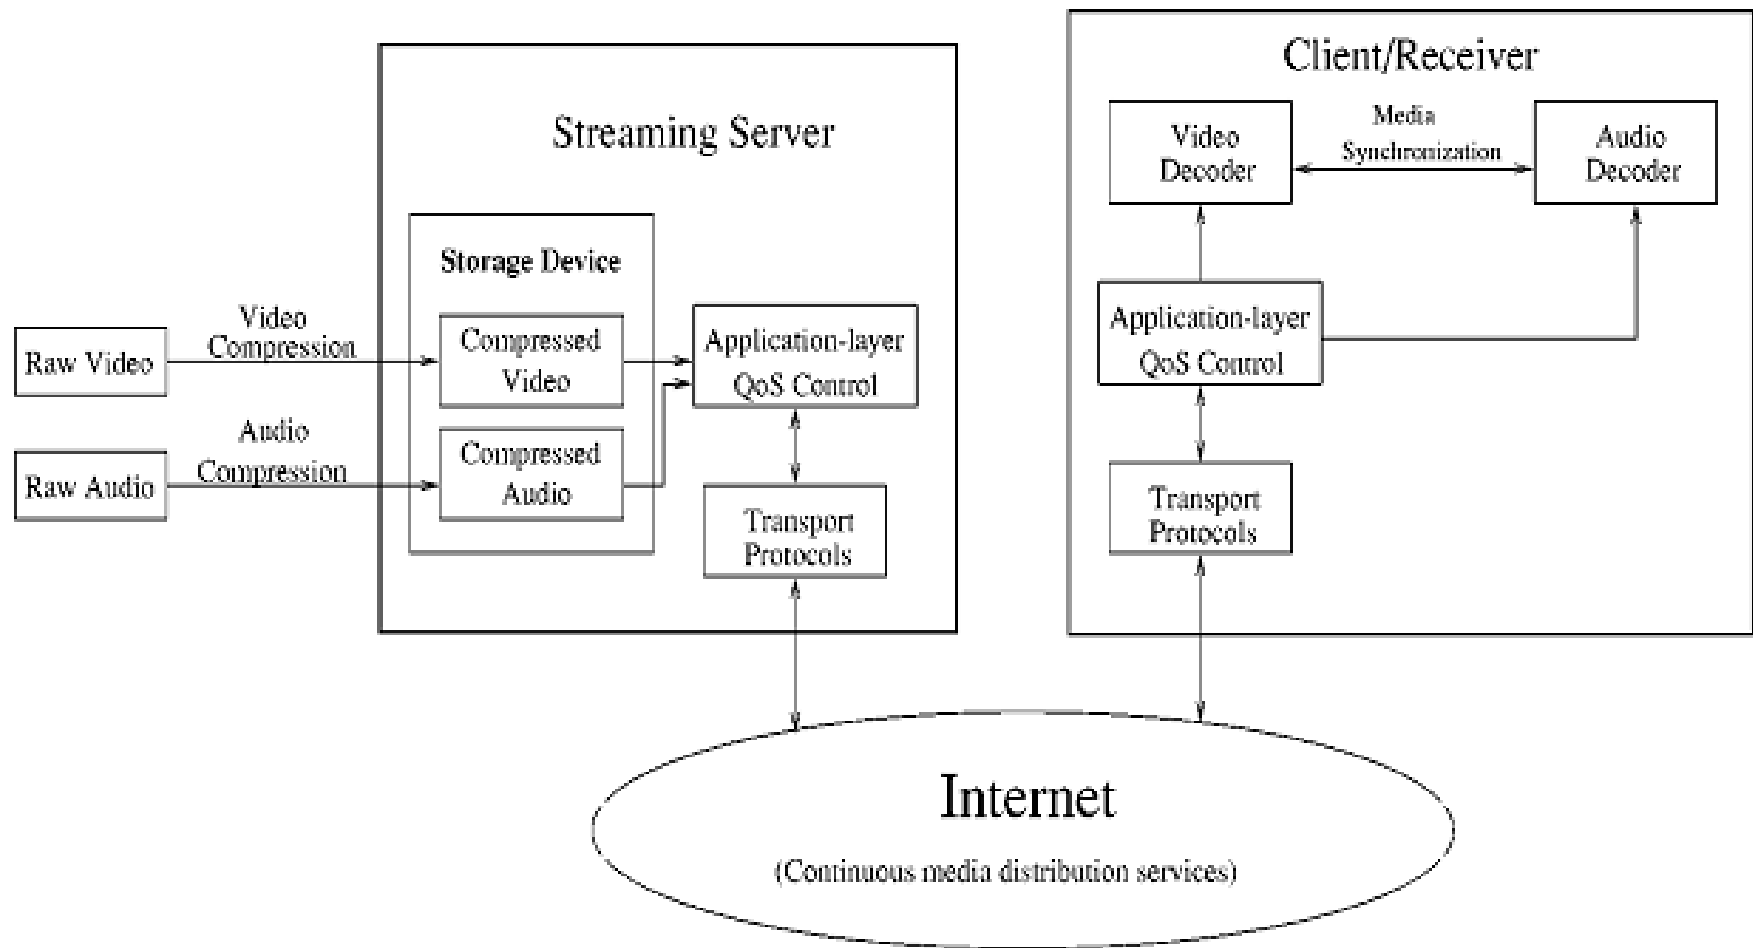 Streaming Server
Storage Device
Raw Video
Video
Compression
Compressed
Video
Application-layer
QoS Control
Raw Audio
Audio
Compression
Compressed
Audio
Transport
Protocols
Client/Receiver
Video
Decoder
Media
Synchronization
Audio
Decoder
Application-layer
QoS Control
Transport
Protocols
Internet
(Continuous media distribution services)